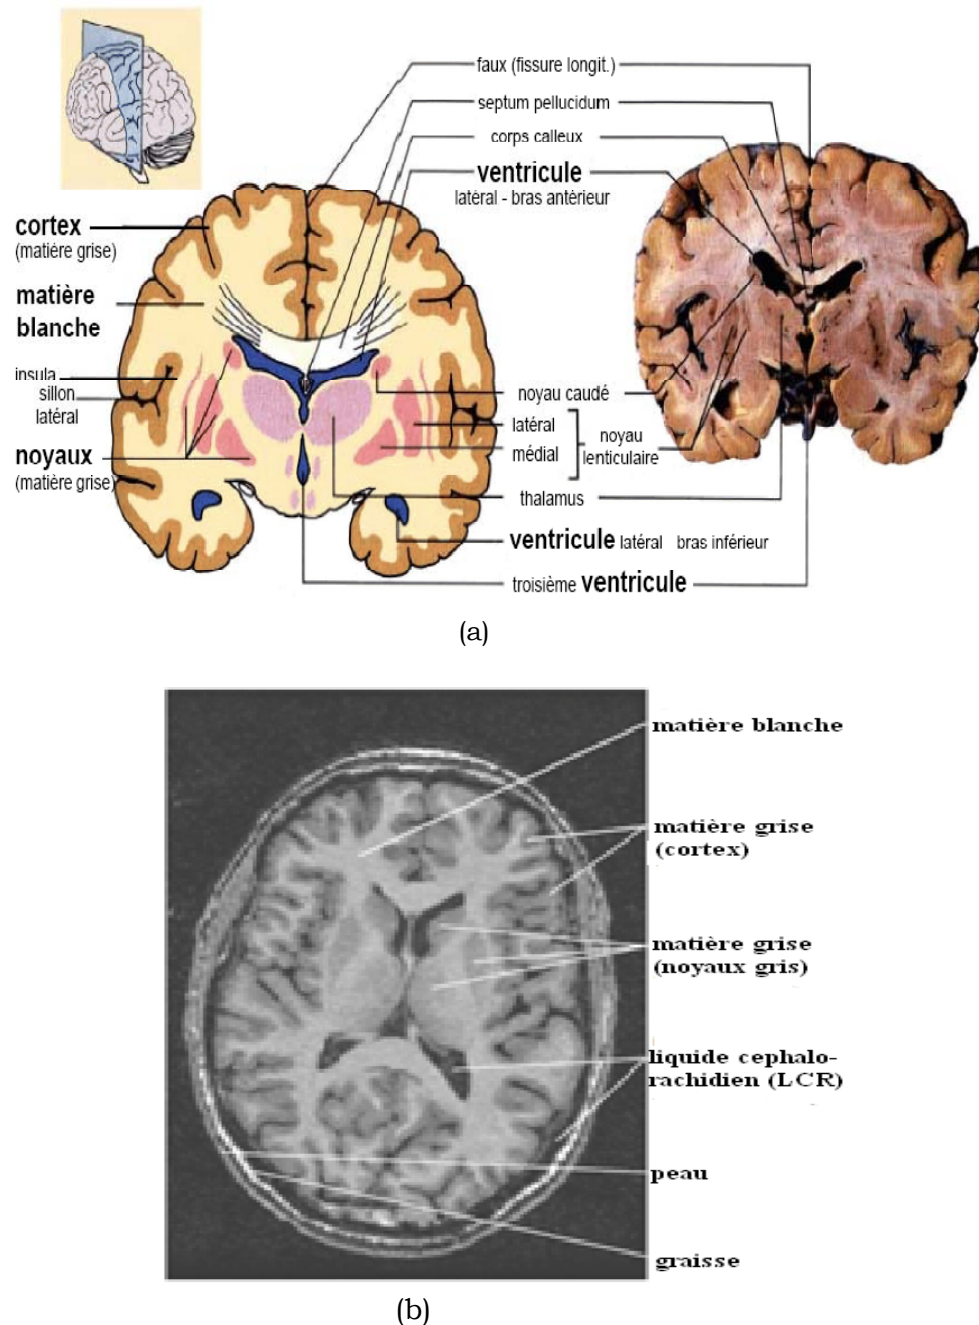 faux (fissure longit.)
septum pellucidum
corps calleux
ventricule
latéral - bras antérieur
cortex
(matière grise)
matière
blanche
insula
sillon
latéral
noyaux
(matière grise)
noyau caudé
latéral
médial
noyau
lenticulaire
thalamus
ventricule latéral bras inférieur
troisième ventricule
(a)
matière blanche
matière grise
(cortex)
matière grise
(noyaux gris)
liquide cephalo-
rachidien (LCR)
peau
graisse
(b)